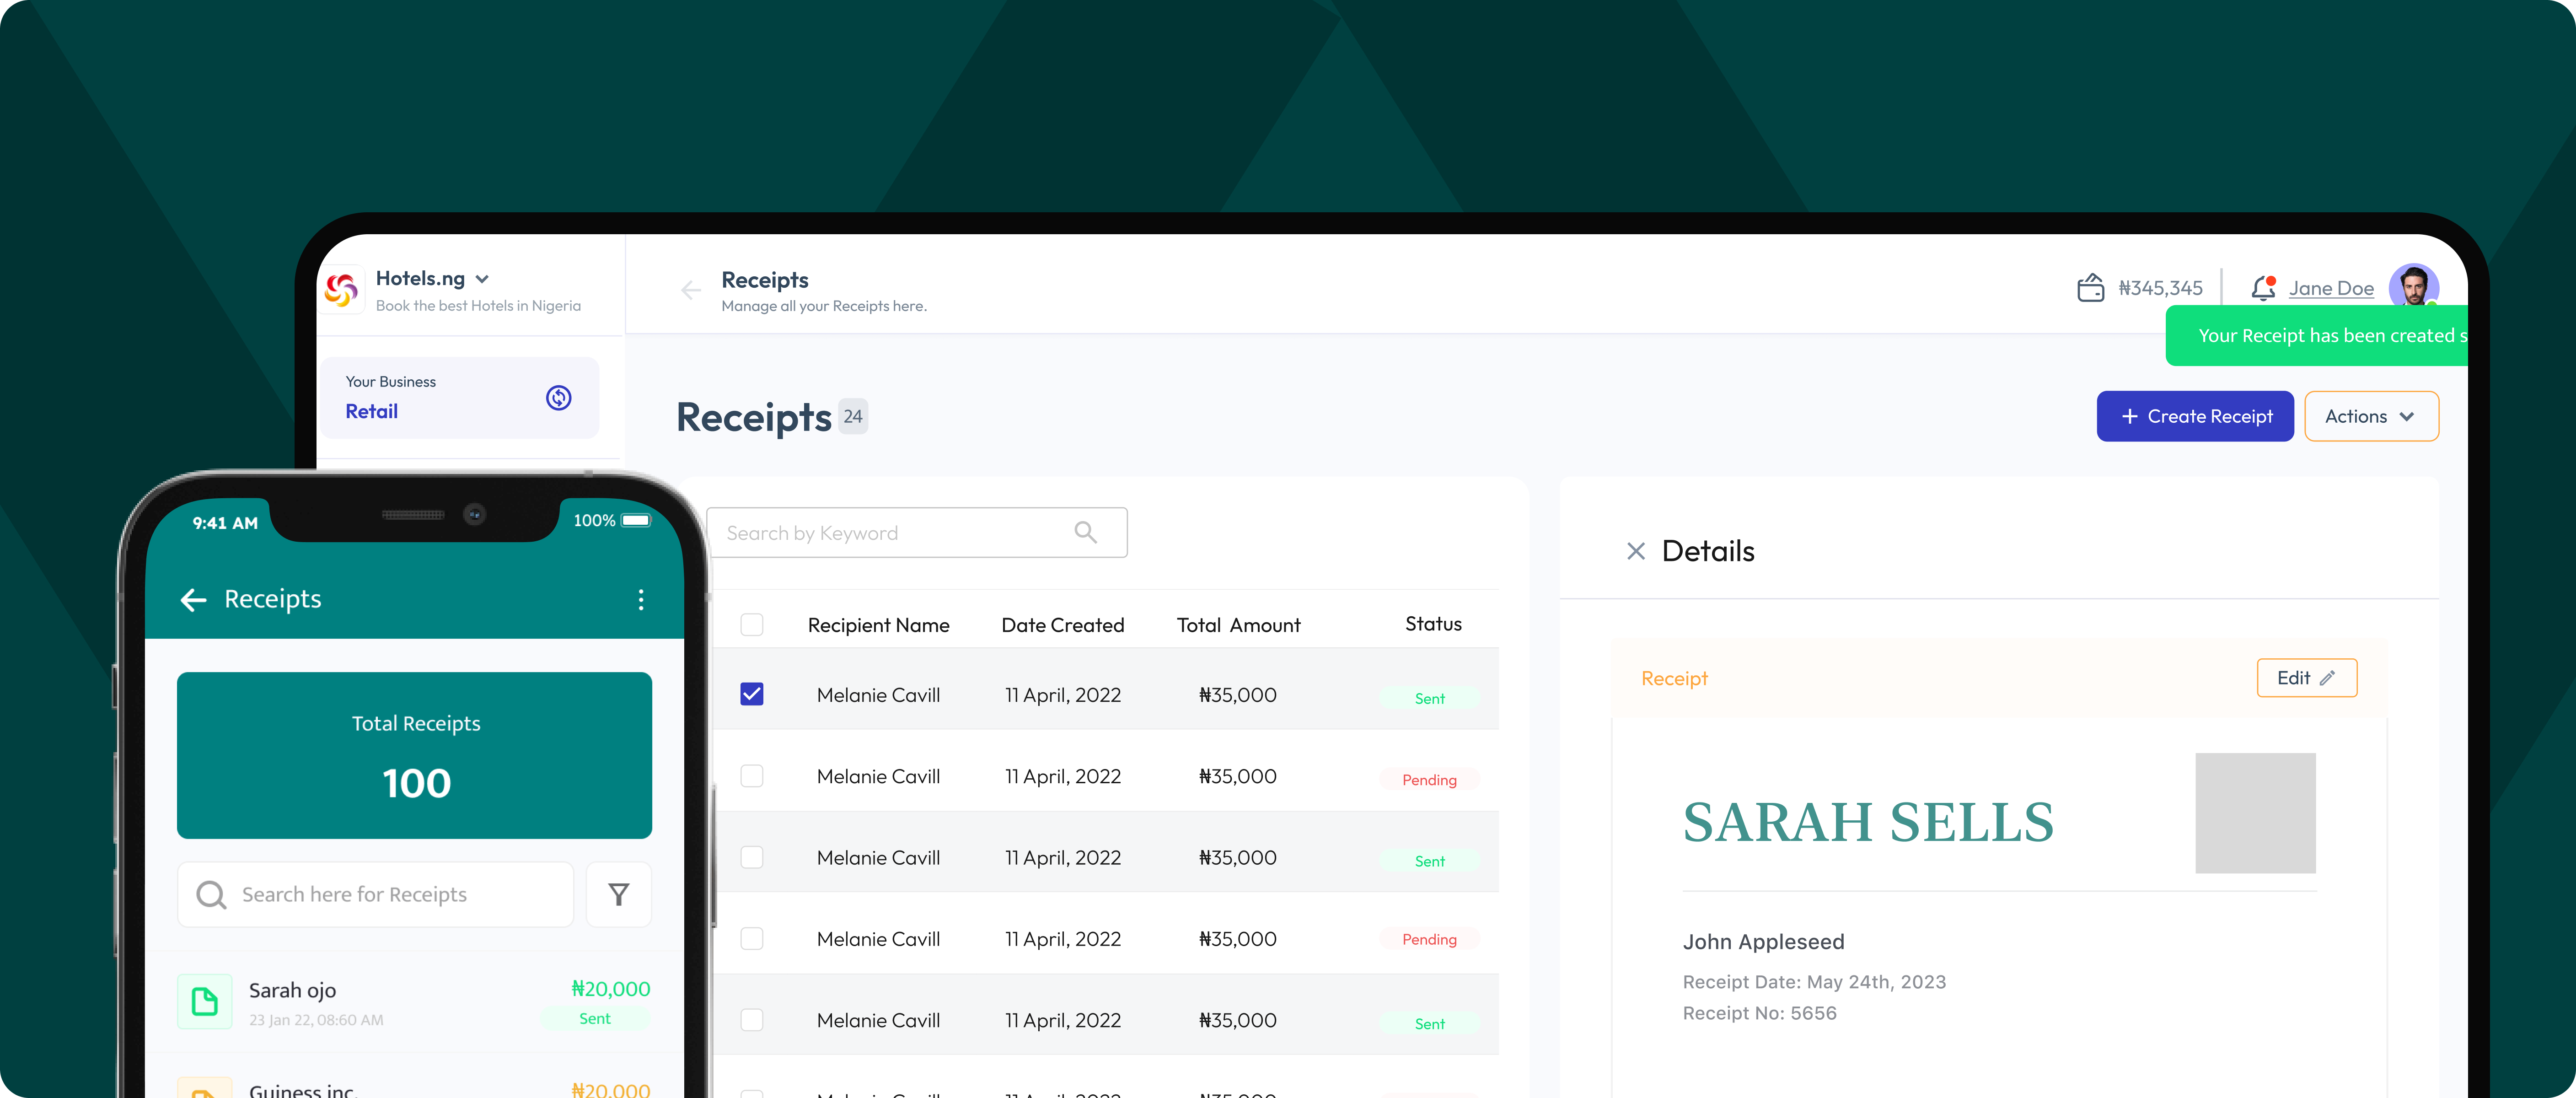 Hotels.ng
Book the best Hotels in Nigeria
Receipts
Manage all your Receipts here.
₦345,345
Jane Doe
Your Receipt has been created s
Your Business
Retail
Receipts 24
+ Create Receipt
Actions
Search by Keyword
Recipient Name Date Created Total Amount Status
Melanie Cavill 11 April, 2022 ₦35,000 Sent
Melanie Cavill 11 April, 2022 ₦35,000 Pending
Melanie Cavill 11 April, 2022 ₦35,000 Sent
Melanie Cavill 11 April, 2022 ₦35,000 Pending
Melanie Cavill 11 April, 2022 ₦35,000 Sent
Details
Receipt
Edit
SARAH SELLS
John Appleseed
Receipt Date: May 24th, 2023
Receipt No: 5656
9:41 AM 100%
Receipts
Total Receipts
100
Search here for Receipts
Sarah ojo ₦20,000
23 Jan 22, 08:60 AM Sent
Guiness inc. ₦20,000